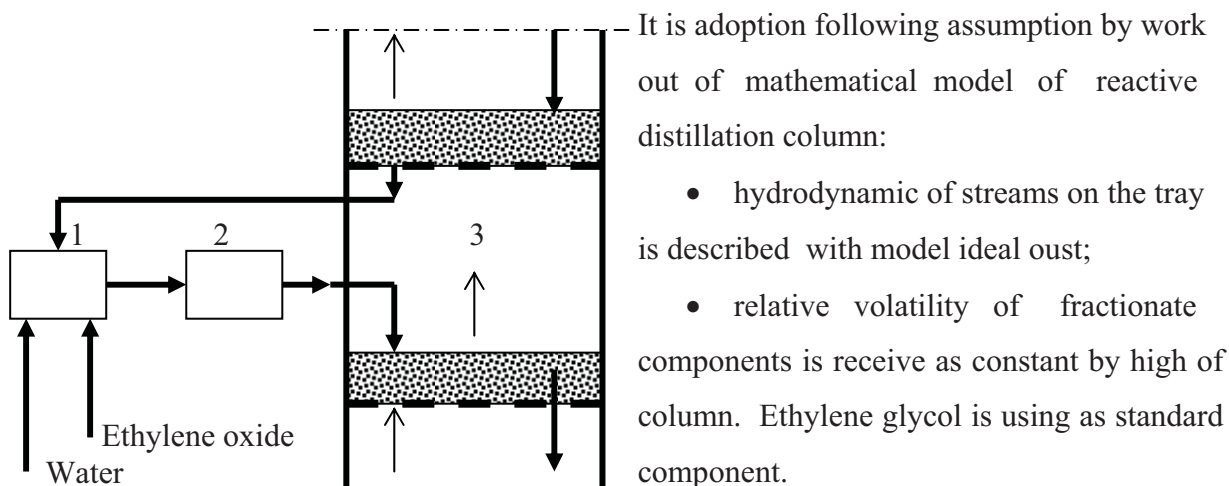 It is adoption following assumption by work
out of mathematical model of reactive
distillation column:
• hydrodynamic of streams on the tray
is described with model ideal oust;
• relative volatility of fractionate
components is receive as constant by high of
column. Ethylene glycol is using as standard
component.
1
2
3
Ethylene oxide
Water